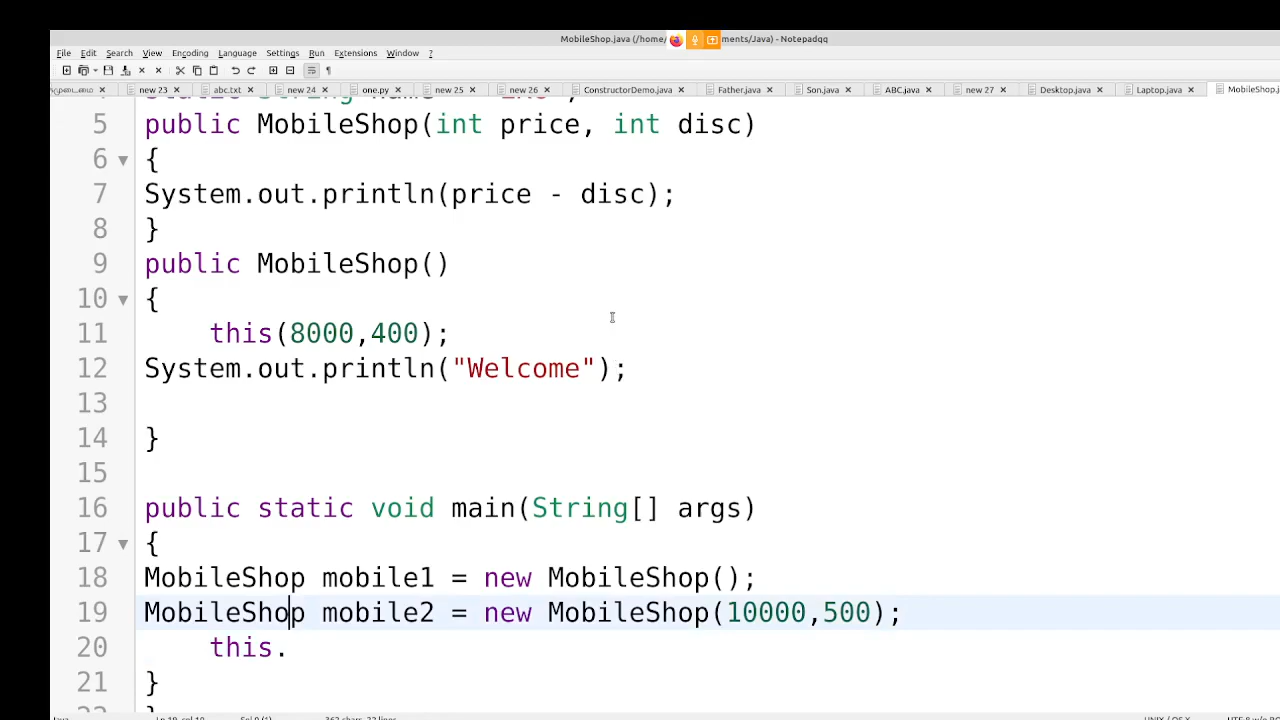 MobileShop.java (/home/ ments/Java) - Notepadqq
File Edit Search View Encoding Language Settings Run Extensions Window ?
new 23 abc.txt new 24 one.py new 25 new 26 ConstructorDemo.java Father.java Son.java ABC.java new 27 Desktop.java Laptop.java MobileShop.j
5 public MobileShop(int price, int disc)
6 {
7 System.out.println(price - disc);
8 }
9 public MobileShop()
10 {
11 this(8000,400);
12 System.out.println("Welcome");
13
14 }
15
16 public static void main(String[] args)
17 {
18 MobileShop mobile1 = new MobileShop();
19 MobileShop mobile2 = new MobileShop(10000,500);
20 this.
21 }